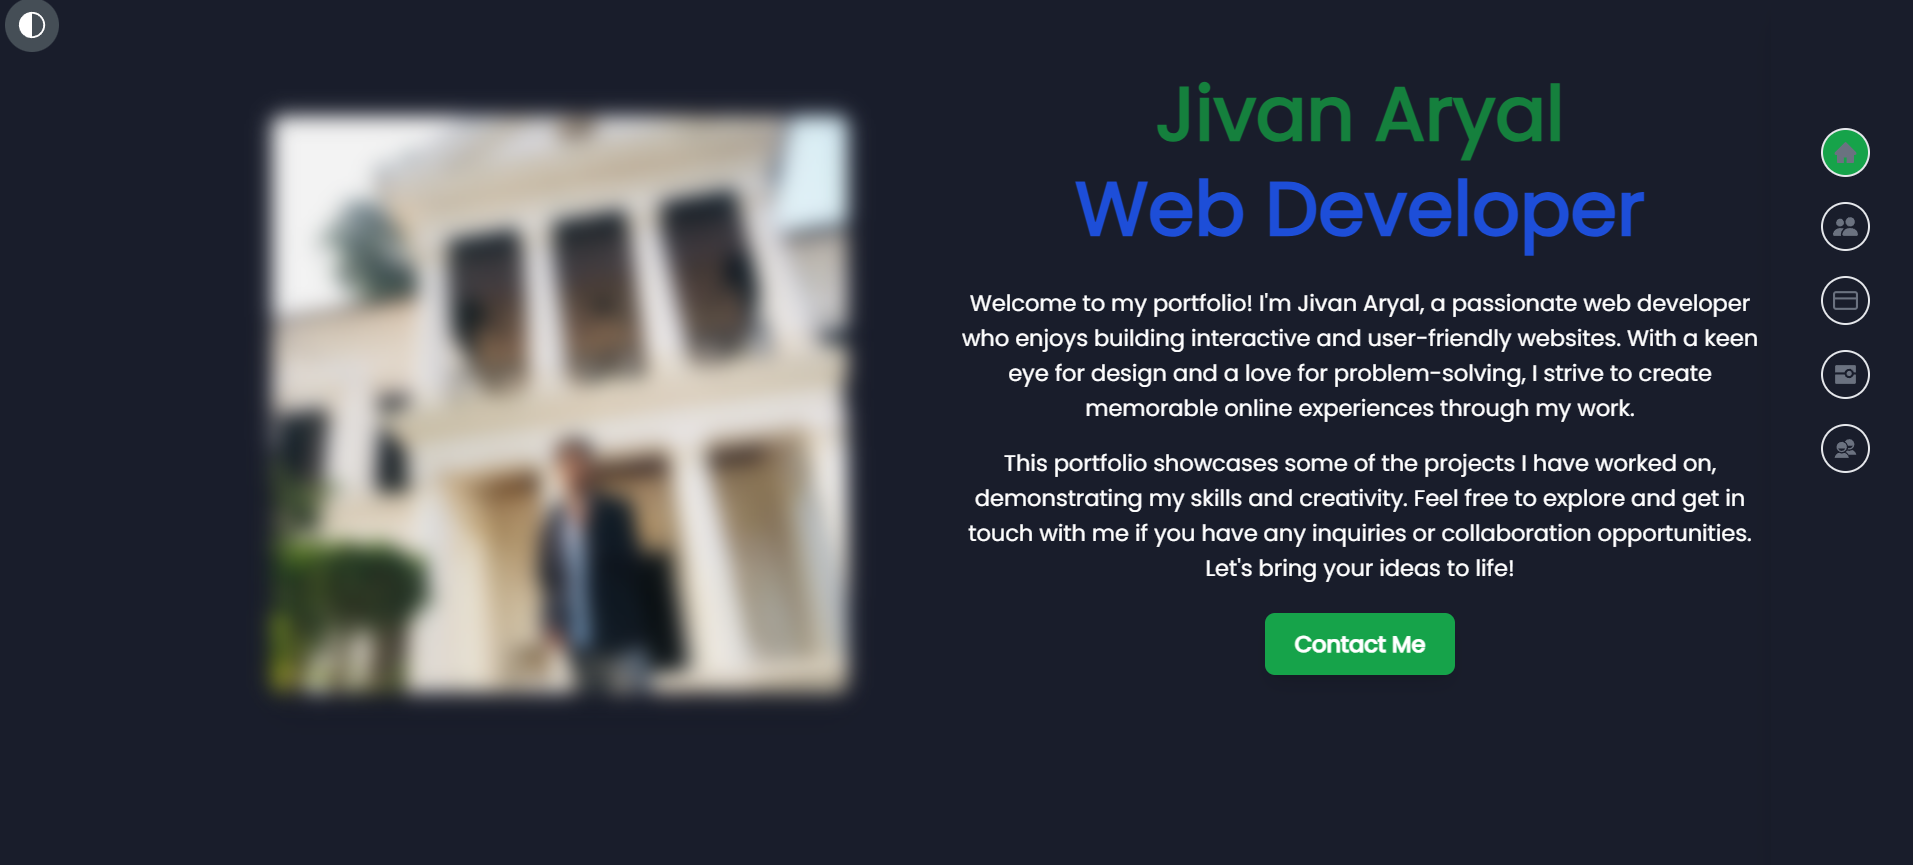 Jivan Aryal
Web Developer
Welcome to my portfolio! I'm Jivan Aryal, a passionate web developer
who enjoys building interactive and user-friendly websites. With a keen
eye for design and a love for problem-solving, I strive to create
memorable online experiences through my work.
This portfolio showcases some of the projects I have worked on,
demonstrating my skills and creativity. Feel free to explore and get in
touch with me if you have any inquiries or collaboration opportunities.
Let's bring your ideas to life!
Contact Me